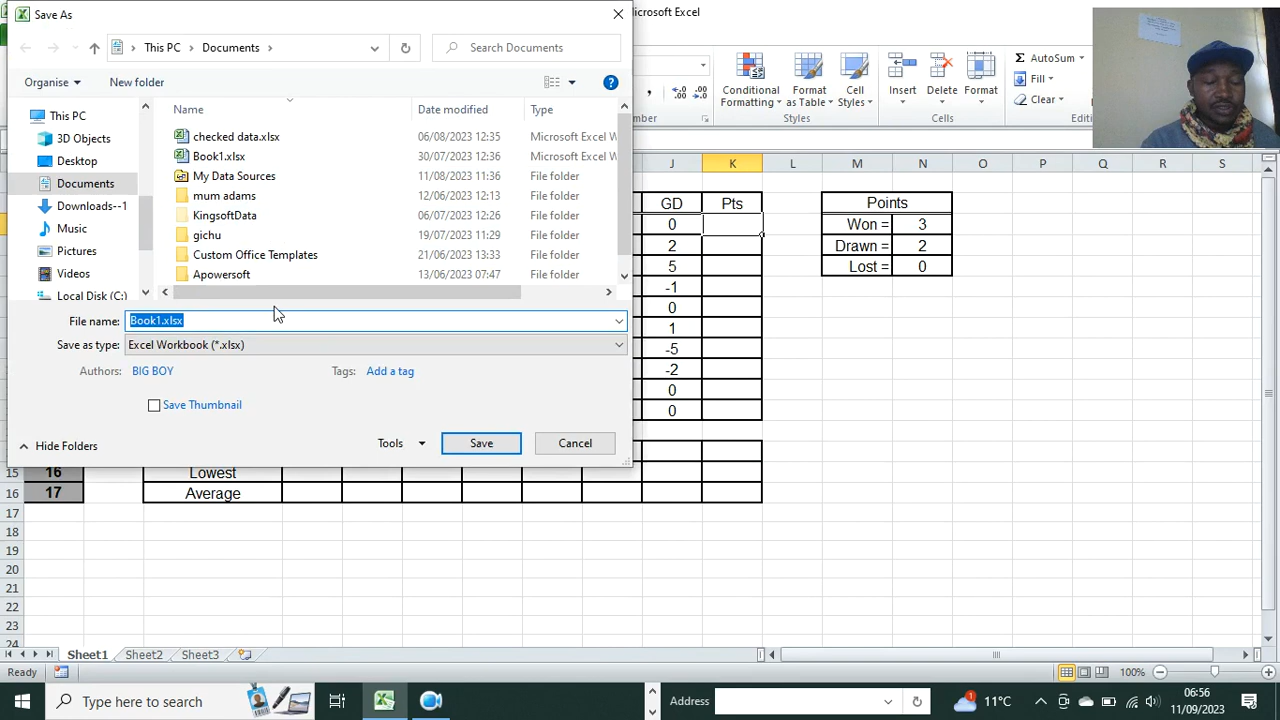 Save As
Microsoft Excel
This PC
Documents
Search Documents
Organise
New folder
Name
Date modified
Type
This PC
3D Objects
Desktop
Documents
Downloads--1
Music
Pictures
Videos
Local Disk (C:)
checked data.xlsx 06/08/2023 12:35 Microsoft Excel W
Book1.xlsx 30/07/2023 12:36 Microsoft Excel W
My Data Sources 11/08/2023 11:36 File folder
mum adams 12/06/2023 11:40 File folder
KingsoftData 06/07/2023 12:26 File folder
gichu 19/07/2023 11:29 File folder
Custom Office Templates 21/06/2023 13:33 File folder
Apowersoft 13/06/2023 07:47 File folder
File name: Book1.xlsx
Save as type: Excel Workbook (*.xlsx)
Authors: BIG BOY Tags: Add a tag
Save Thumbnail
Hide Folders
Tools Save Cancel
Conditional Formatting
Format as Table
Cell Styles
Insert
Delete
Format
Σ AutoSum
Fill
Clear
Styles
Cells
Editi
J K L M N O P Q R S
GD Pts Points
0 Won = 3
2 Drawn = 2
5 Lost = 0
-1
0
1
-5
-2
0
0
15 16 Lowest
16 17 Average
17
18
19
20
21
22
23
24
Sheet1 Sheet2 Sheet3
Ready
100%
Type here to search
Address
1
11°C
06:56
11/09/2023